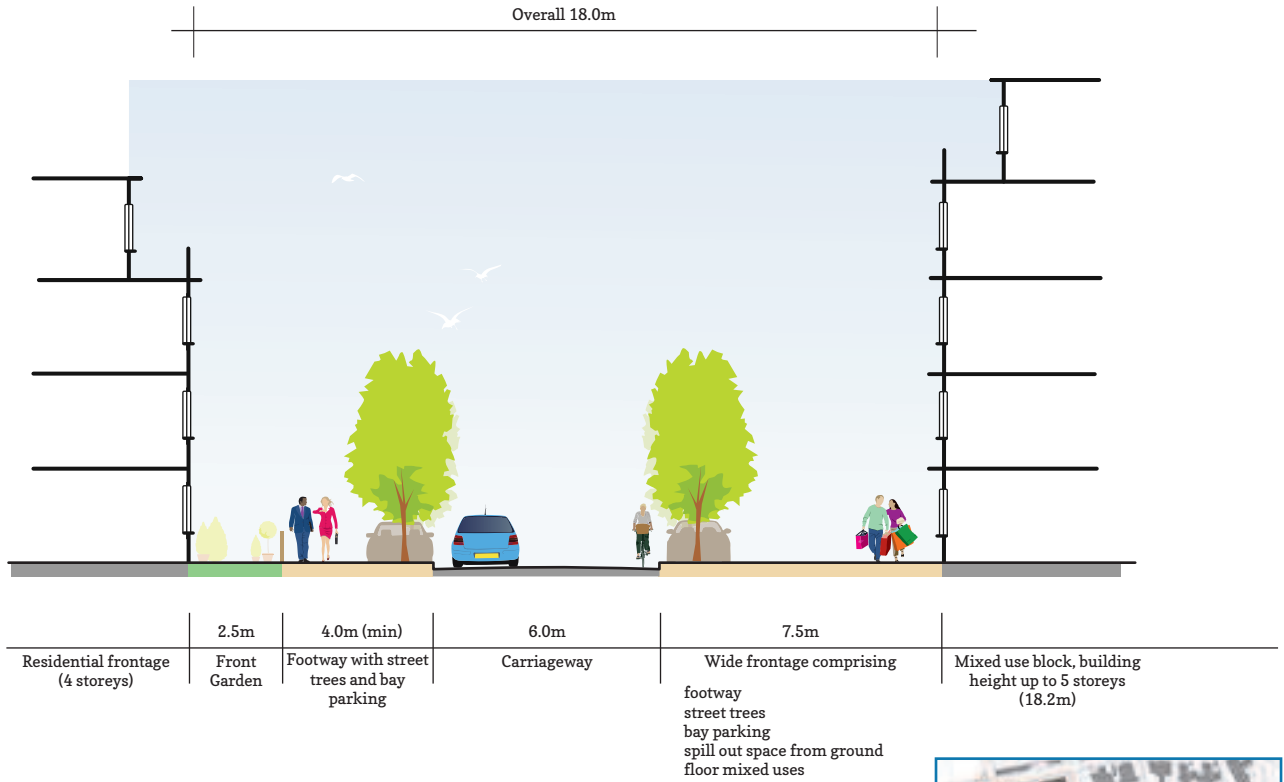 Overall 18.0m
2.5m
4.0m (min)
6.0m
7.5m
Residential frontage
(4 storeys)
Front
Garden
Footway with street
trees and bay
parking
Carriageway
Wide frontage comprising
footway
street trees
bay parking
spill out space from ground
floor mixed uses
Mixed use block, building
height up to 5 storeys
(18.2m)